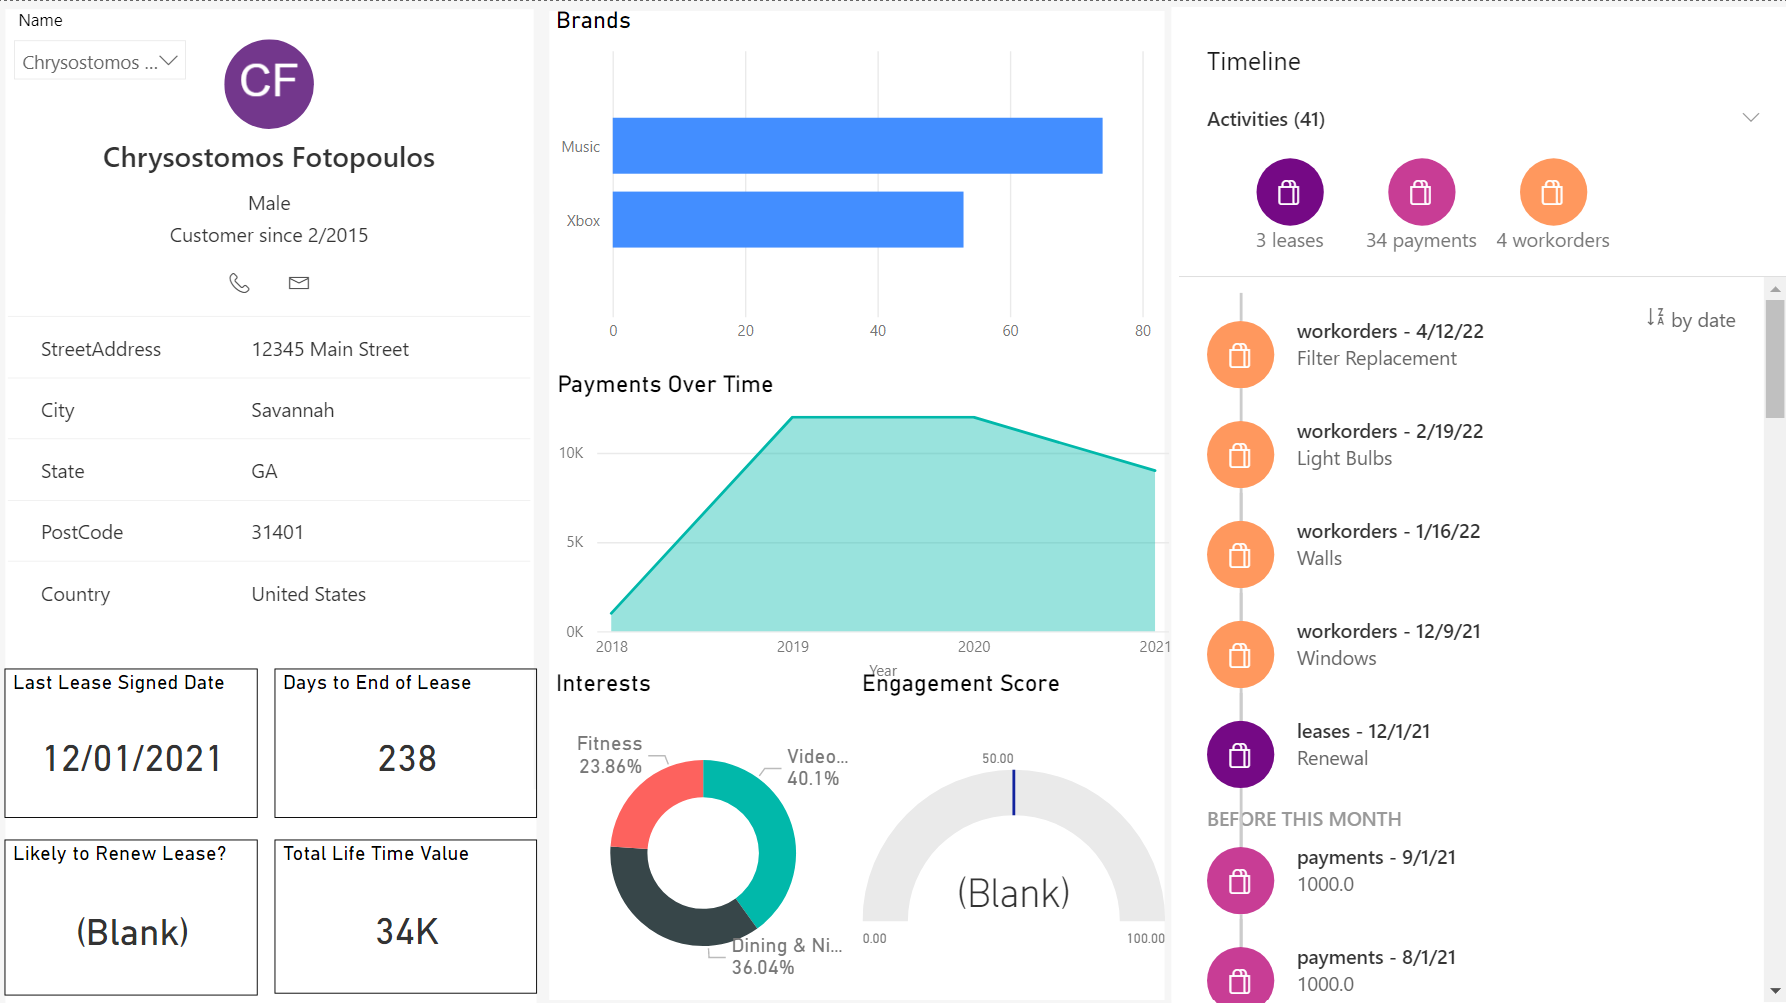 Name
Chrysostomos ...
CF
Chrysostomos Fotopoulos
Male
Customer since 2/2015
StreetAddress 12345 Main Street
City Savannah
State GA
PostCode 31401
Country United States
Last Lease Signed Date
12/01/2021
Days to End of Lease
238
Likely to Renew Lease?
(Blank)
Total Life Time Value
34K
Brands
Music
Xbox
0 20 40 60 80
Payments Over Time
10K
5K
0K
2018 2019 2020 2021
Year
Interests
Fitness
23.86%
Video...
40.1%
Dining & Ni...
36.04%
Engagement Score
50.00
(Blank)
0.00 100.00
Timeline
Activities (41)
3 leases 34 payments 4 workorders
by date
workorders - 4/12/22
Filter Replacement
workorders - 2/19/22
Light Bulbs
workorders - 1/16/22
Walls
workorders - 12/9/21
Windows
leases - 12/1/21
Renewal
BEFORE THIS MONTH
payments - 9/1/21
1000.0
payments - 8/1/21
1000.0